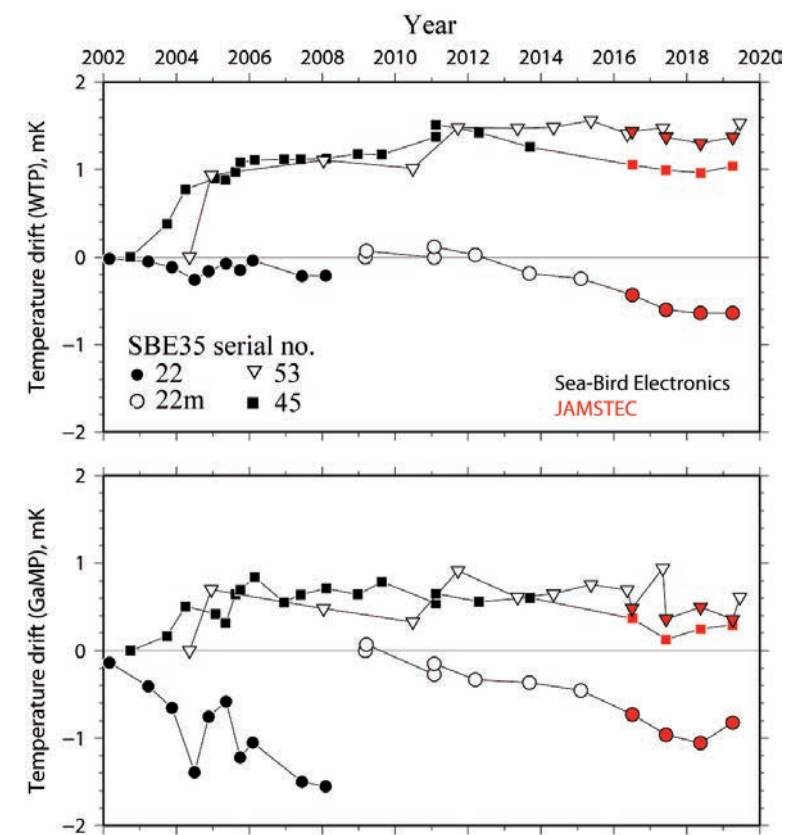 Year
2002 2004 2006 2008 2010 2012 2014 2016 2018 2020
Temperature drift (WTP), mK
2
1
0
−1
−2
SBE35 serial no.
22 53
22m 45
Sea-Bird Electronics
JAMSTEC
Temperature drift (GaMP), mK
2
1
0
−1
−2